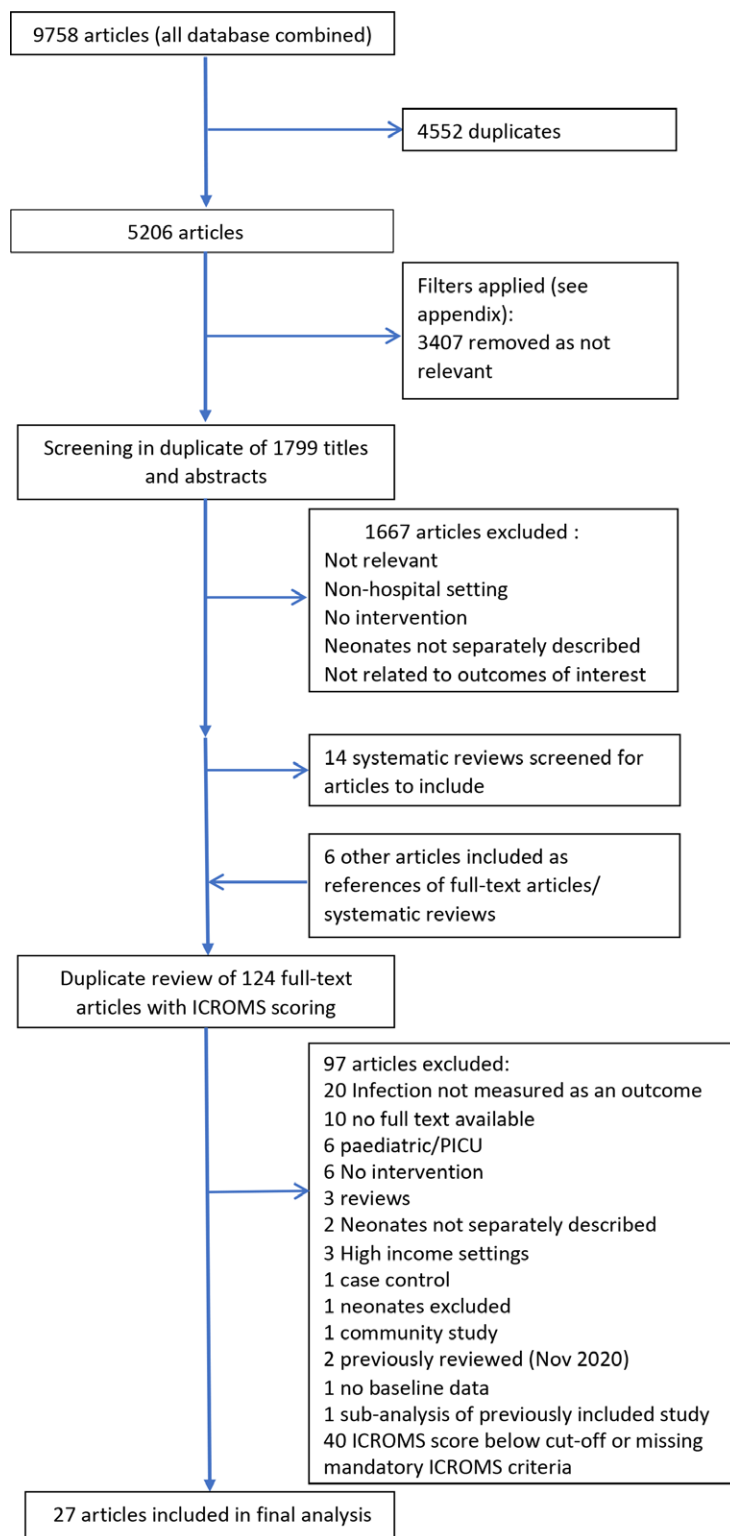 9758 articles (all database combined)
4552 duplicates
5206 articles
Filters applied (see
appendix):
3407 removed as not
relevant
Screening in duplicate of 1799 titles
and abstracts
1667 articles excluded :
Not relevant
Non-hospital setting
No intervention
Neonates not separately described
Not related to outcomes of interest
14 systematic reviews screened for
articles to include
6 other articles included as
references of full-text articles/
systematic reviews
Duplicate review of 124 full-text
articles with ICROMS scoring
97 articles excluded:
20 Infection not measured as an outcome
10 no full text available
6 paediatric/PICU
6 No intervention
3 reviews
2 Neonates not separately described
3 High income settings
1 case control
1 neonates excluded
1 community study
2 previously reviewed (Nov 2020)
1 no baseline data
1 sub-analysis of previously included study
40 ICROMS score below cut-off or missing
mandatory ICROMS criteria
27 articles included in final analysis